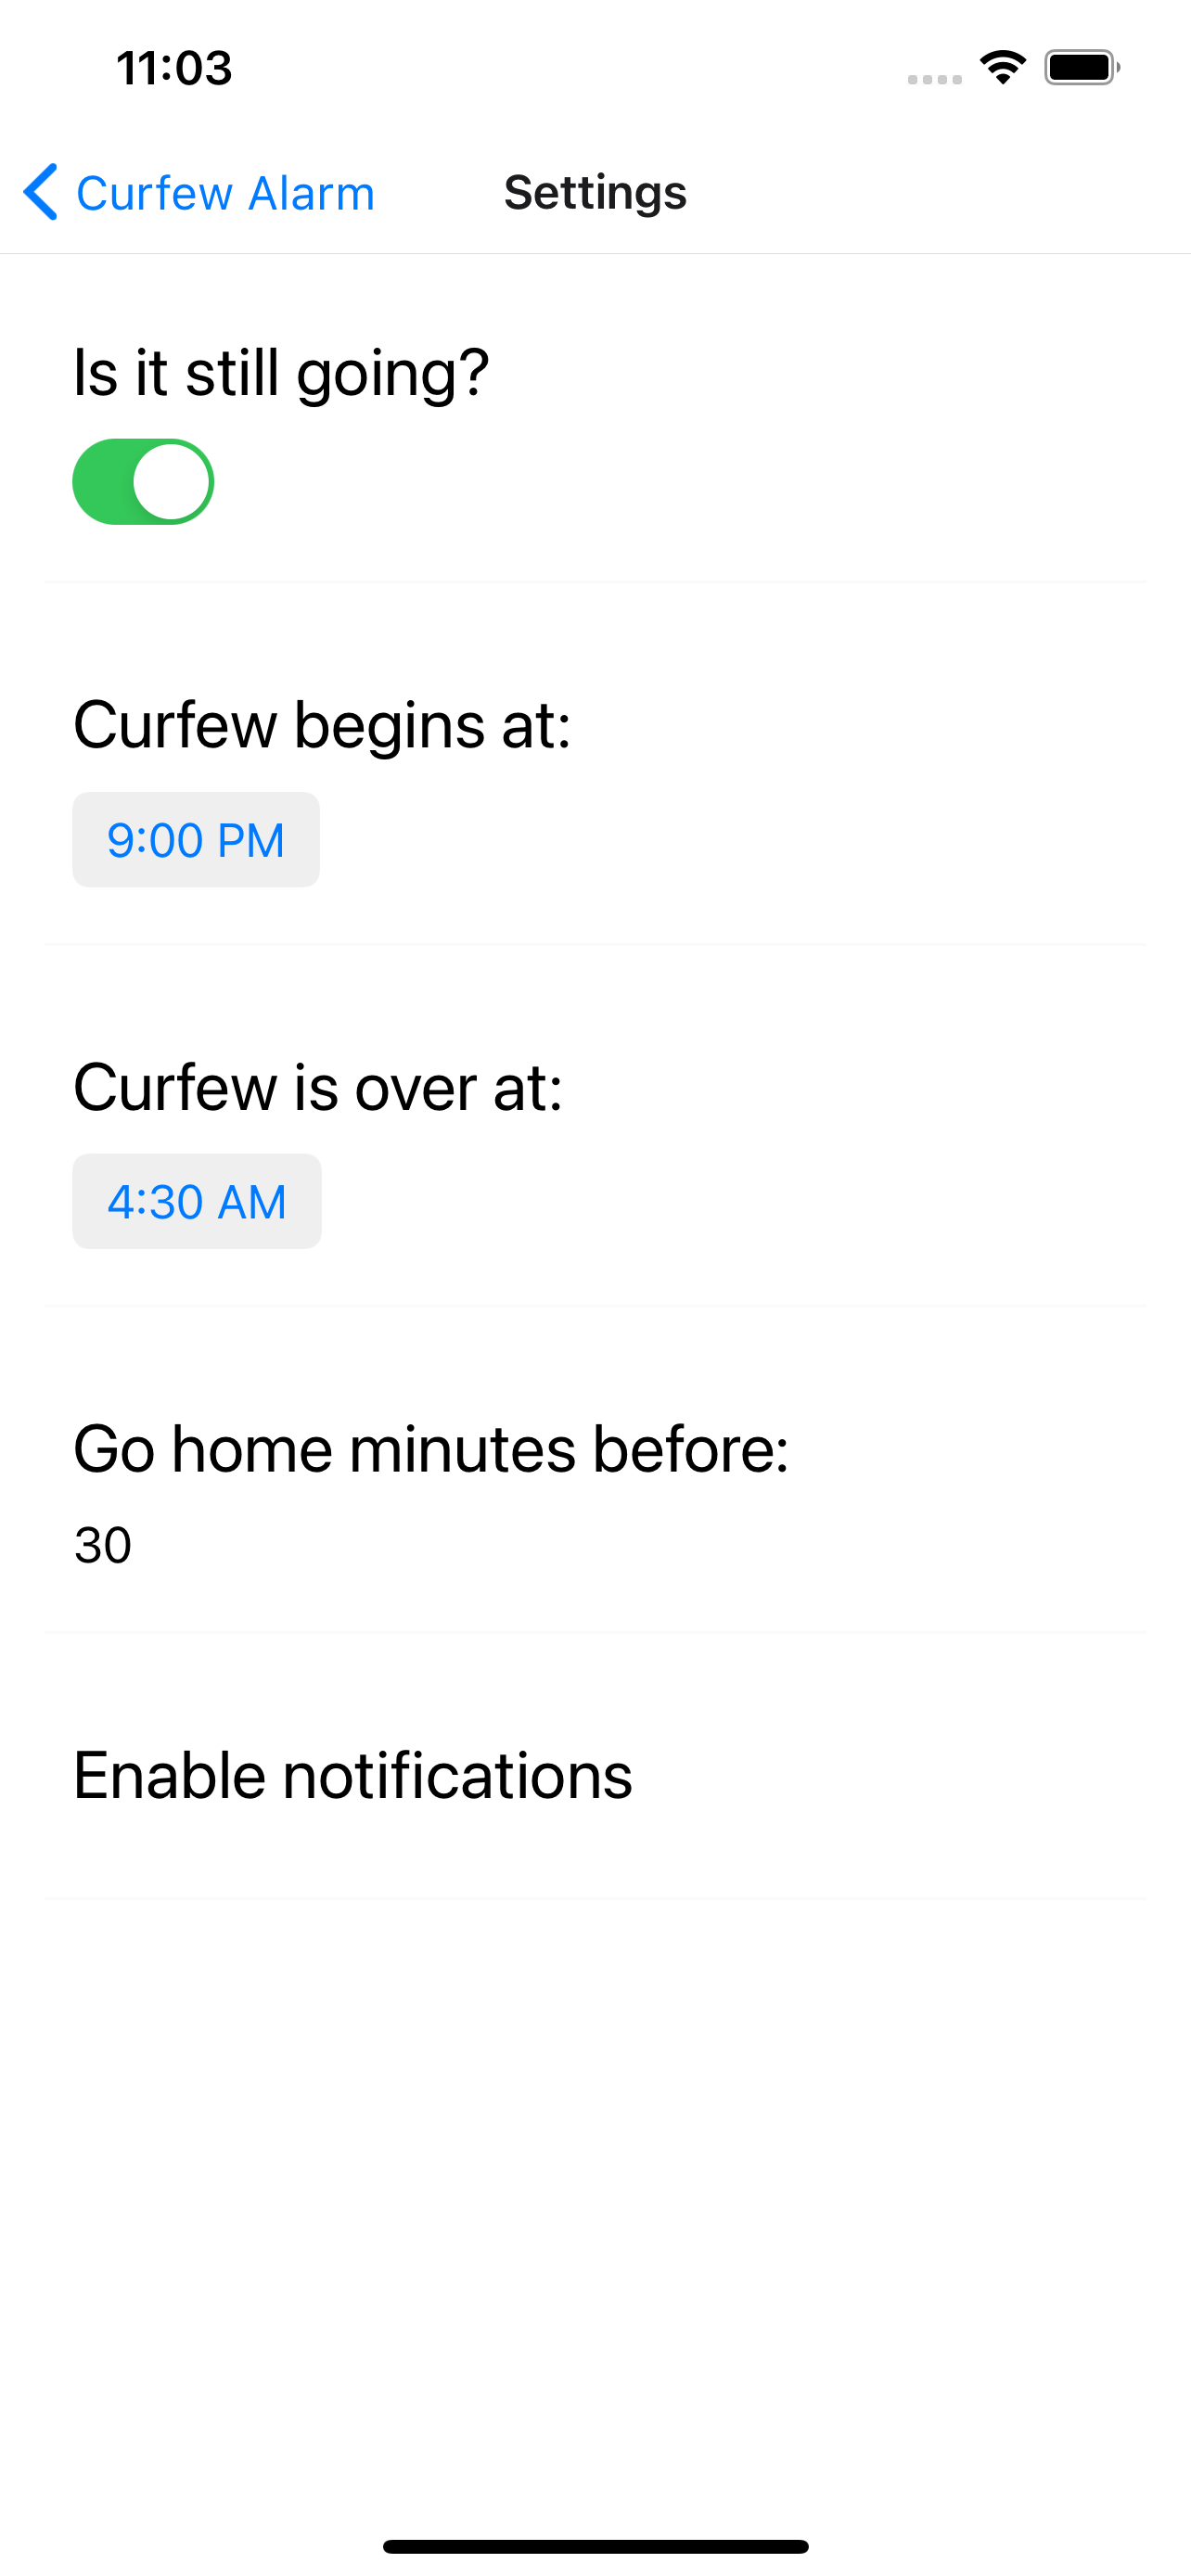 11:03
Curfew Alarm Settings
Is it still going?
Curfew begins at:
9:00 PM
Curfew is over at:
4:30 AM
Go home minutes before:
30
Enable notifications